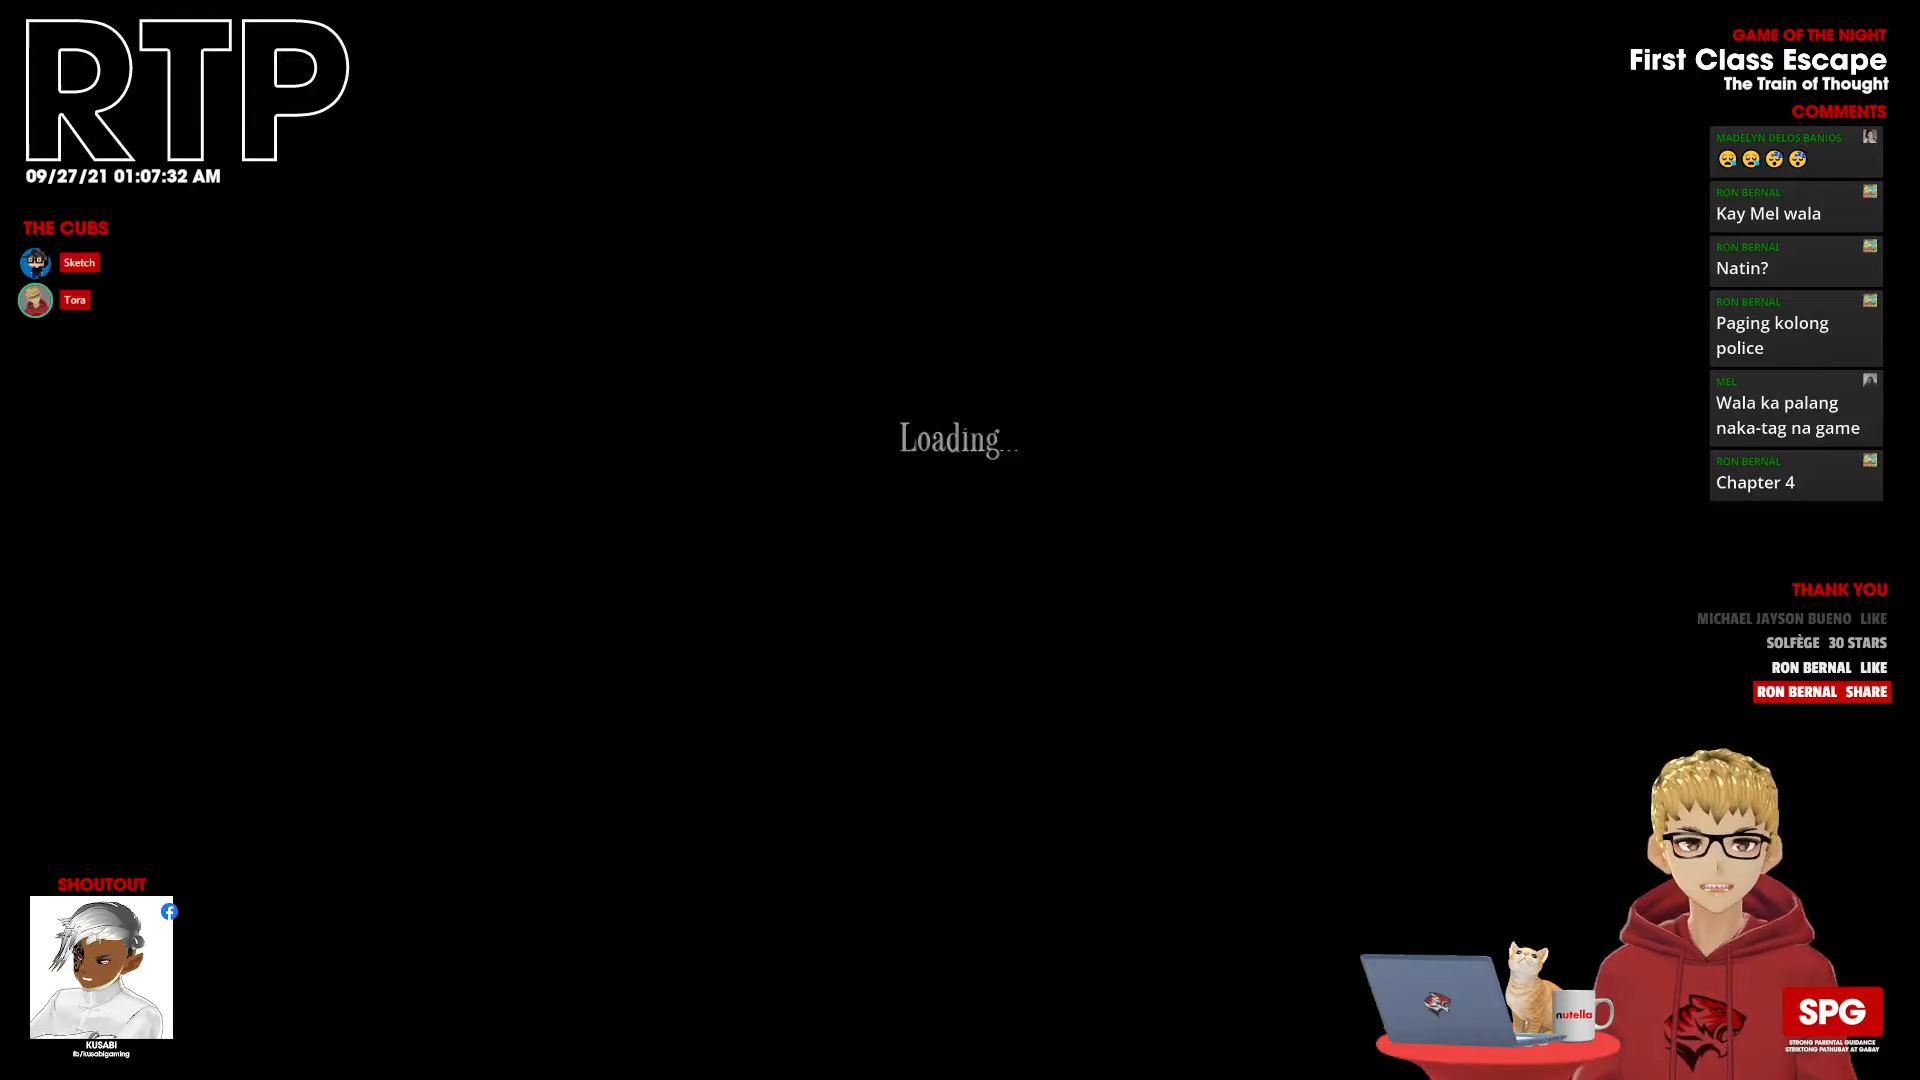 RTP
09/27/21 01:07:32 AM
THE CUBS
Sketch
Tora
GAME OF THE NIGHT
First Class Escape
The Train of Thought
COMMENTS
MADELYN DELOS BANIOS
😪 😪 😴 😴
RON BERNAL
Kay Mel wala
RON BERNAL
Natin?
RON BERNAL
Paging kolong
police
MEL
Wala ka palang
naka-tag na game
RON BERNAL
Chapter 4
Loading...
THANK YOU
MICHAEL JAYSON BUENO LIKE
SOLFÈGE 30 STARS
RON BERNAL LIKE
RON BERNAL SHARE
SHOUTOUT
KUSABI
fb/kusabigaming
nutella
SPG
STRONG PARENTAL GUIDANCE
STRIKTONG PATNUBAY AT GABAY